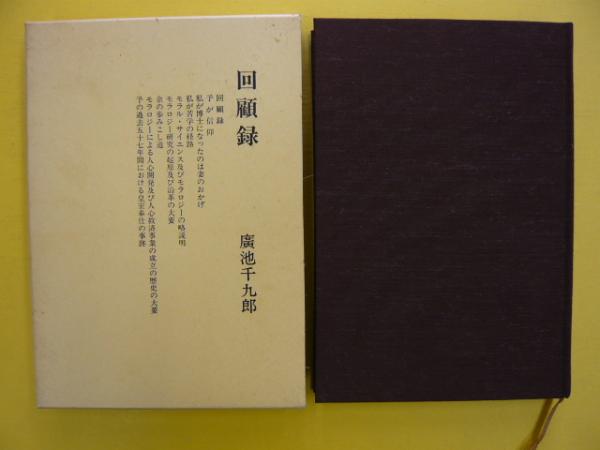 回顧録
回顧録
予が信仰
私が博士になったのは妻のおかげ
私が苦学の経路
モラル・サイエンス及びモラロジーの略説明
モラロジー研究の起原及び沿革の大要
余の歩みこし道
モラロジーによる人心開発及び人心救済事業の成立の歴史の大要
予の過去五十七年間における皇室奉仕の事跡
廣池千九郎